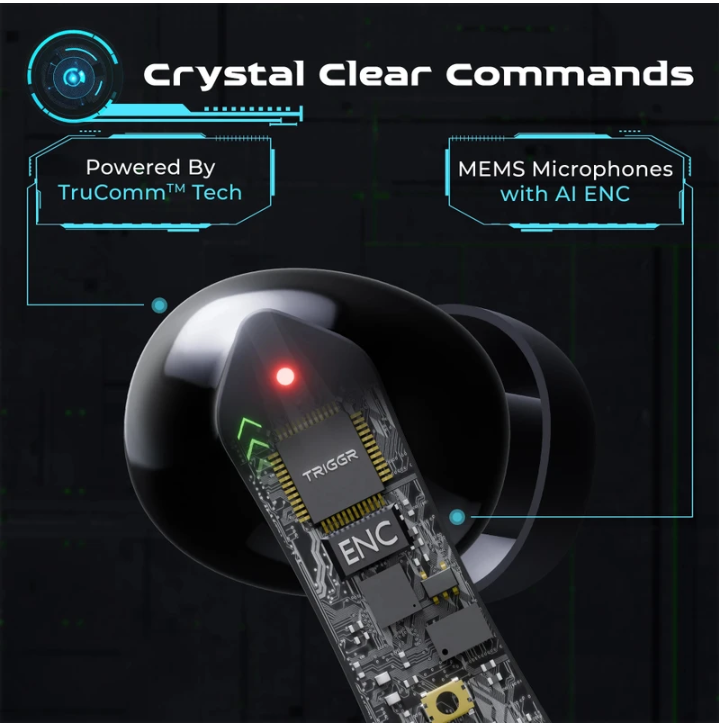 Crystal Clear Commands
Powered By
TruComm™ Tech
MEMS Microphones
with AI ENC
TRIGGR
ENC